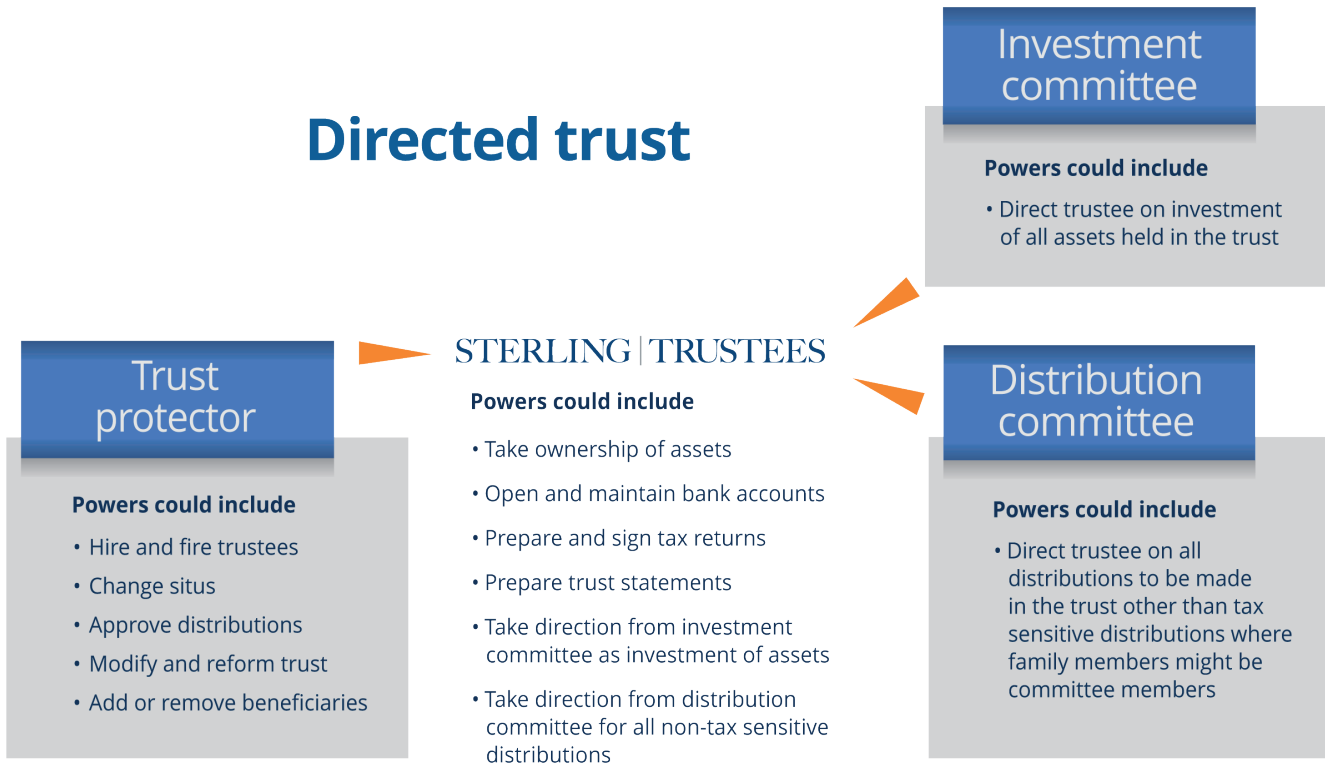 Directed trust
Investment
committee
Powers could include
• Direct trustee on investment
of all assets held in the trust
Trust
protector
Powers could include
• Hire and fire trustees
• Change situs
• Approve distributions
• Modify and reform trust
• Add or remove beneficiaries
STERLING | TRUSTEES
Powers could include
• Take ownership of assets
• Open and maintain bank accounts
• Prepare and sign tax returns
• Prepare trust statements
• Take direction from investment
committee as investment of assets
• Take direction from distribution
committee for all non-tax sensitive
distributions
Distribution
committee
Powers could include
• Direct trustee on all
distributions to be made
in the trust other than tax
sensitive distributions where
family members might be
committee members